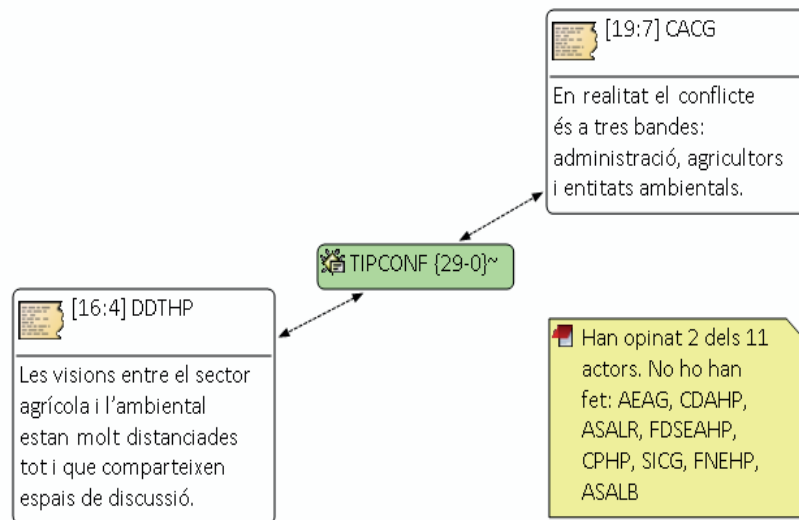 [19:7] CACG
En realitat el conflicte
és a tres bandes:
administració, agricultors
i entitats ambientals.
TIPCONF {29-0}~
[16:4] DDTHP
Les visions entre el sector
agrícola i l'ambiental
estan molt distanciades
tot i que comparteixen
espais de discussió.
Han opinat 2 dels 11
actors. No ho han
fet: AEAG, CDAHP,
ASALR, FDSEAHP,
CPHP, SICG, FNEHP,
ASALB